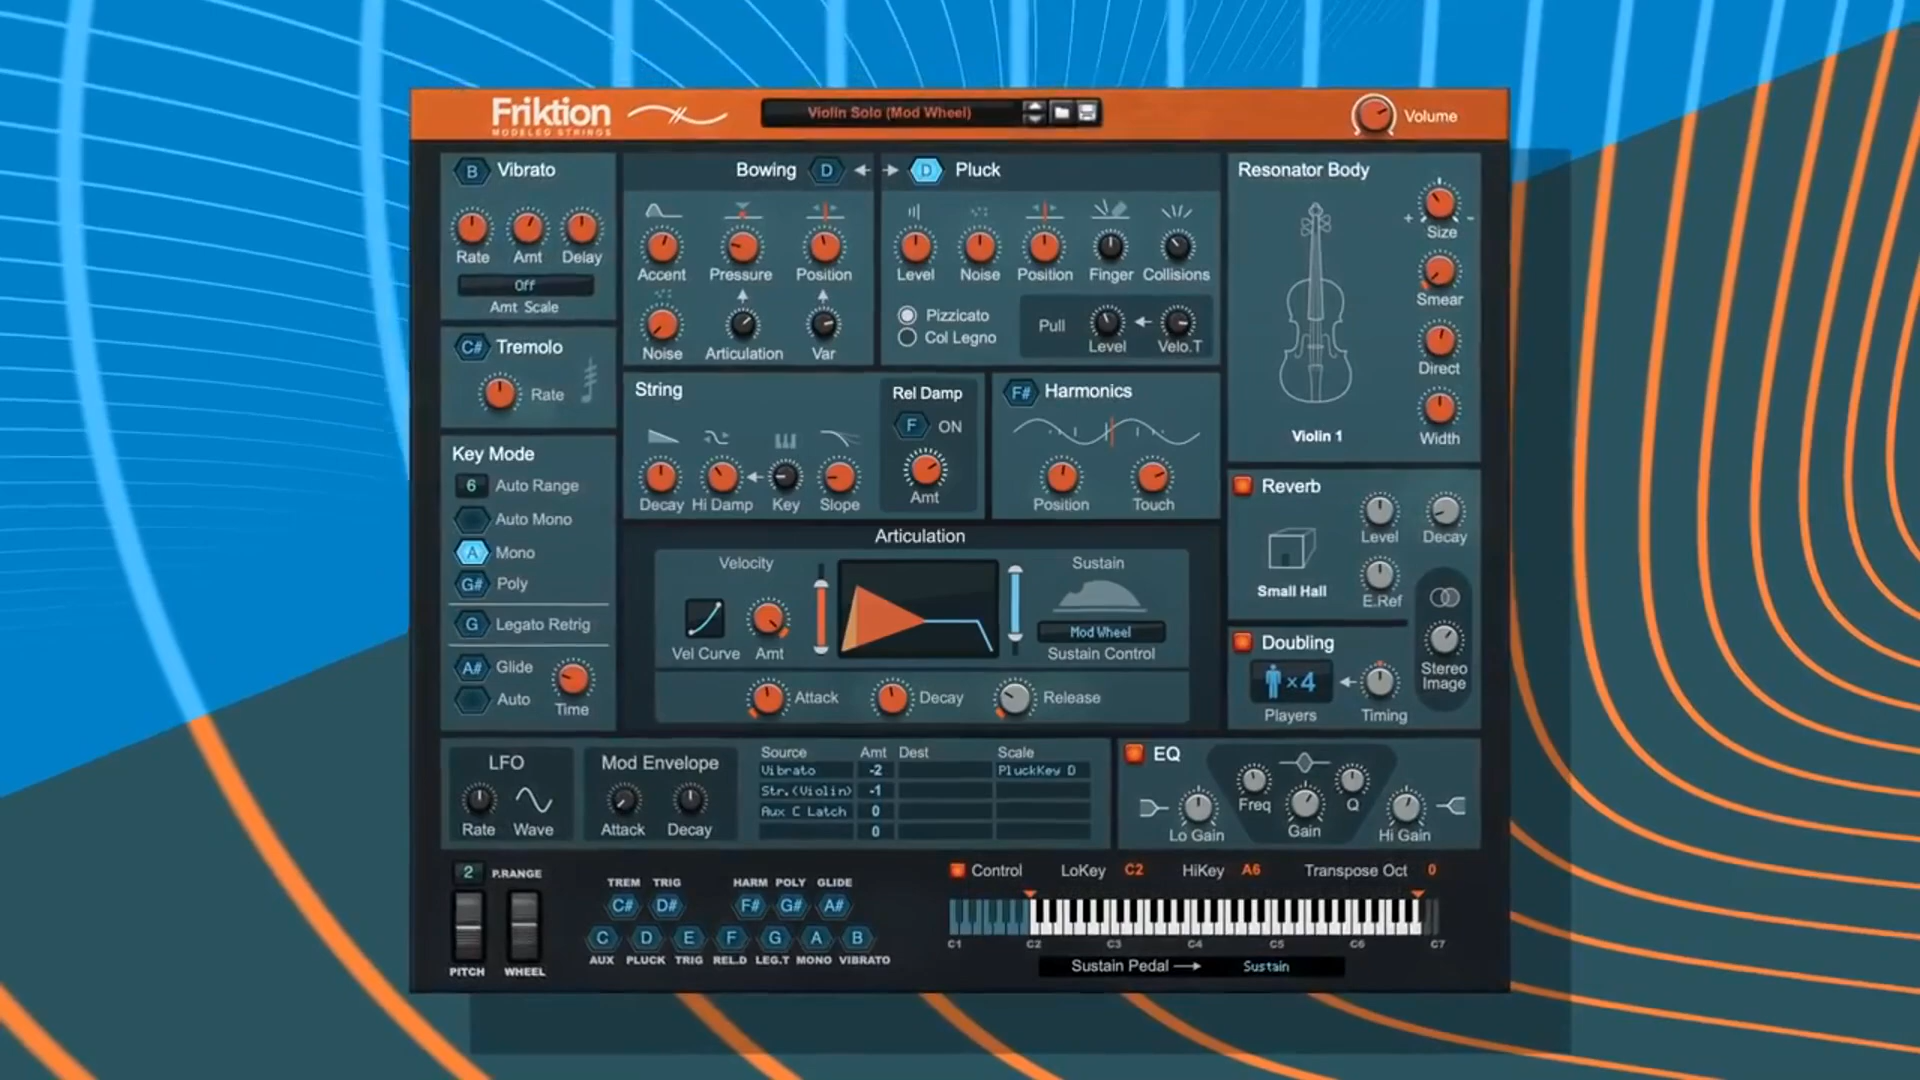 Friktion
MODELED STRINGS
Violin Solo (Mod Wheel)
Volume
B Vibrato
Rate Amt Delay
Off
Amt Scale
C# Tremolo
Rate
Key Mode
6 Auto Range
Auto Mono
A Mono
G# Poly
G Legato Retrig
A# Glide
Auto
Time
Bowing D
Accent Pressure Position
Noise Articulation Var
D Pluck
Level Noise Position Finger Collisions
Pizzicato
Col Legno
Pull
Level Velo.T
String
Decay Hi Damp Key Slope
Rel Damp
F ON
Amt
F# Harmonics
Position Touch
Articulation
Velocity
Vel Curve Amt
Sustain
Mod Wheel
Sustain Control
Attack Decay Release
Resonator Body
Size
Smear
Direct
Width
Violin 1
Reverb
Level Decay
Small Hall
E.Ref
Doubling
×4
Players Timing
Stereo
Image
LFO
Rate Wave
Mod Envelope
Attack Decay
Source Amt Dest Scale
Vibrato -2 PluckKey D
Str.(Violin) -1
Aux C Latch 0
0
EQ
Freq Q
Lo Gain Gain Hi Gain
2 P.RANGE
PITCH WHEEL
TREM TRIG HARM POLY GLIDE
C# D# F# G# A#
C D E F G A B
AUX PLUCK TRIG REL.D LEG.T MONO VIBRATO
Control LoKey C2 HiKey A6 Transpose Oct 0
C1 C2 C3 C4 C5 C6 C7
Sustain Pedal Sustain